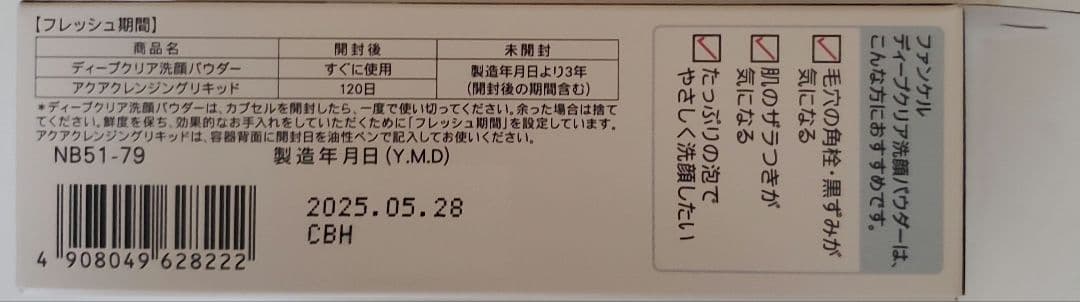 【フレッシュ期間】
商品名 開封後 未開封
ディープクリア洗顔パウダー すぐに使用 製造年月日より3年
アクアクレンジングリキッド 120日 (開封後の期間含む)
*ディープクリア洗顔パウダーは、カプセルを開封したら、一度で使い切ってください。余った場合は捨て
てください。鮮度を保ち、効果的なお手入れをしていただくために「フレッシュ期間」を設定しています。
アクアクレンジングリキッドは、容器背面に開封日を油性ペンで記入してお使いください。
NB51-79 製造年月日(Y.M.D)
2025.05.28
CBH
4 908049 628222
ファンケル
ディープクリア洗顔パウダーは、
こんな方におすすめです。
毛穴の角栓・黒ずみが
気になる
肌のザラつきが
気になる
たっぷりの泡で
やさしく洗顔したい